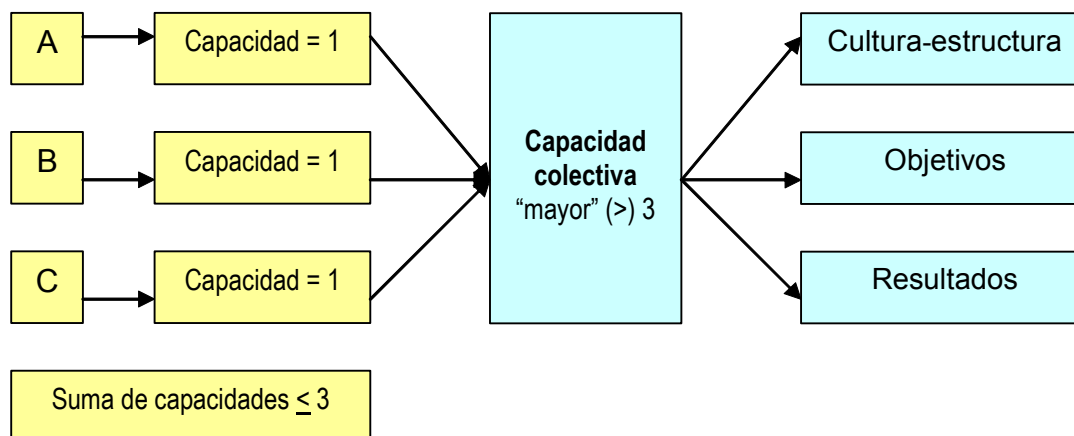 A
Capacidad = 1
B
Capacidad = 1
C
Capacidad = 1
Suma de capacidades < 3
Capacidad
colectiva
“mayor” (>) 3
Cultura-estructura
Objetivos
Resultados